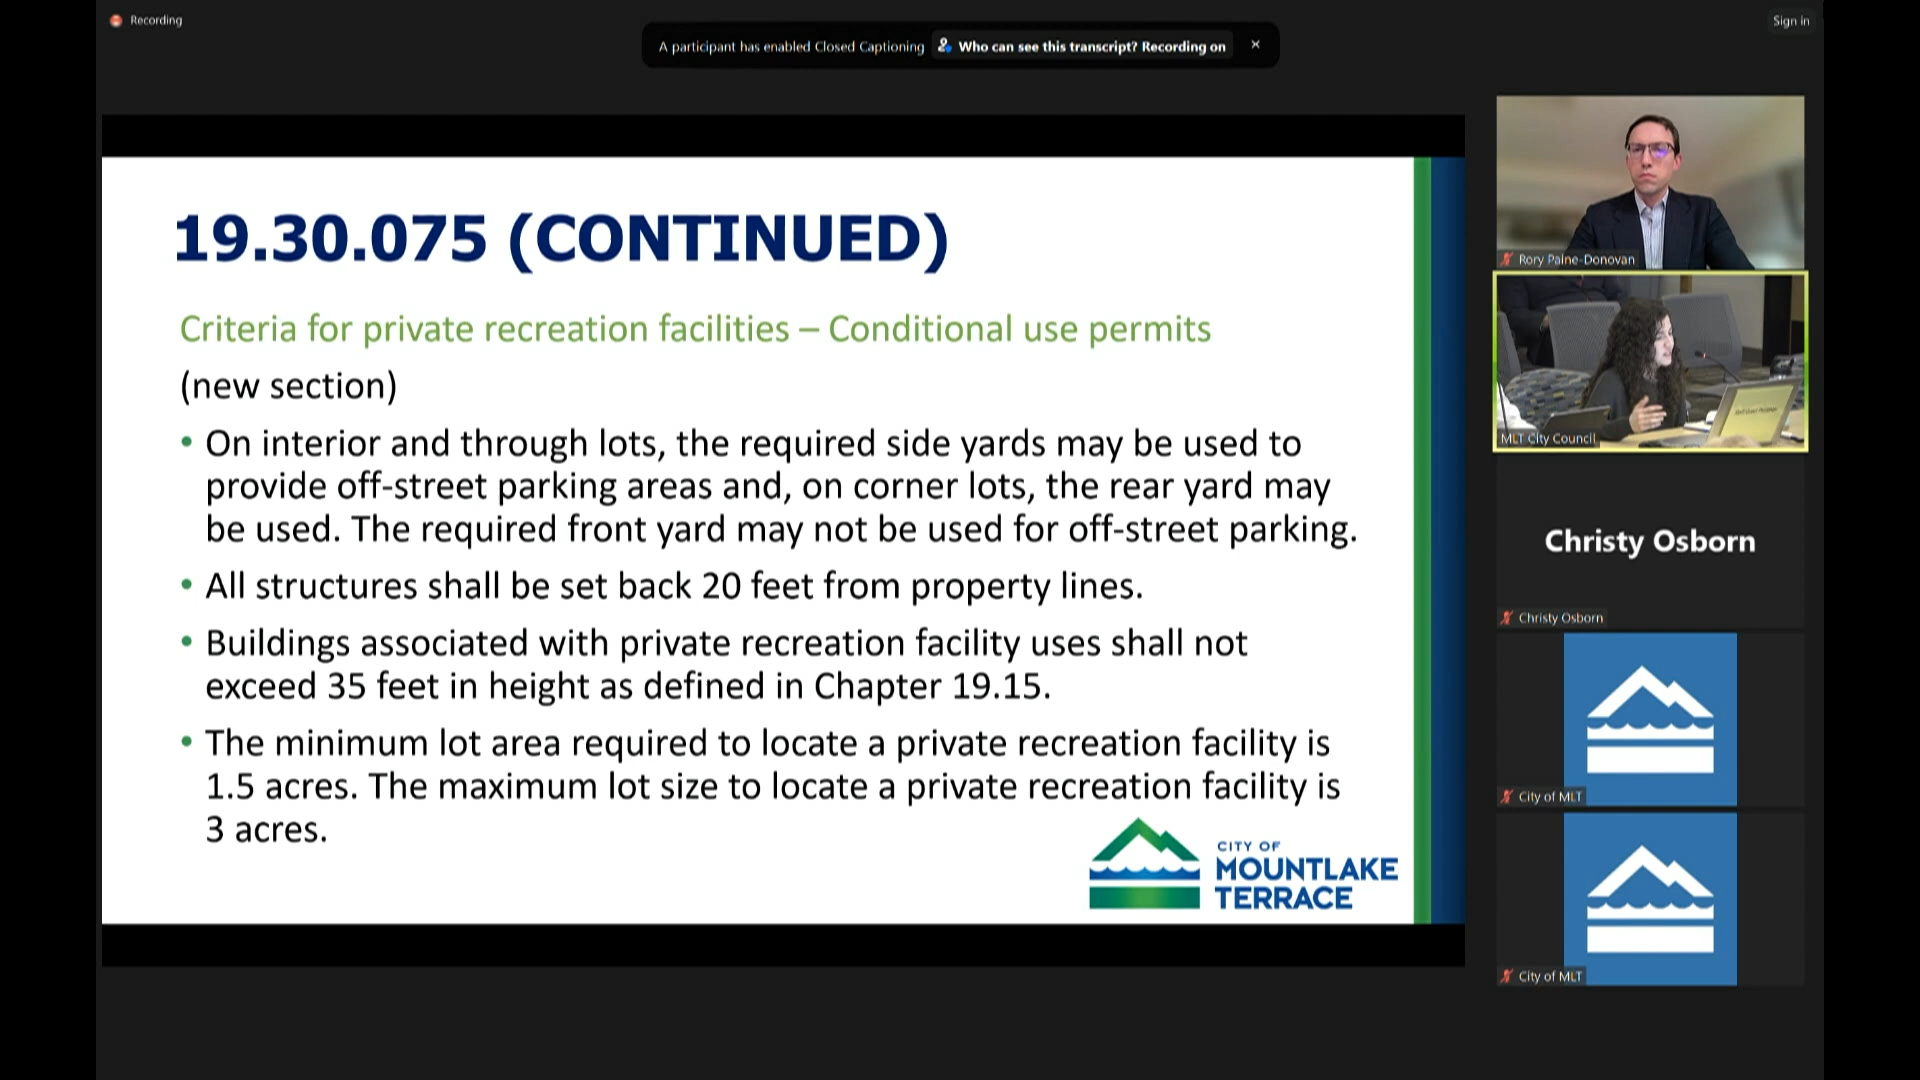 Recording
Sign in
A participant has enabled Closed Captioning Who can see this transcript? Recording on
19.30.075 (CONTINUED)
Criteria for private recreation facilities – Conditional use permits
(new section)
• On interior and through lots, the required side yards may be used to
provide off-street parking areas and, on corner lots, the rear yard may
be used. The required front yard may not be used for off-street parking.
• All structures shall be set back 20 feet from property lines.
• Buildings associated with private recreation facility uses shall not
exceed 35 feet in height as defined in Chapter 19.15.
• The minimum lot area required to locate a private recreation facility is
1.5 acres. The maximum lot size to locate a private recreation facility is
3 acres.
CITY OF
MOUNTLAKE
TERRACE
Rory Paine-Donovan
MLT City Council
Christy Osborn
Christy Osborn
City of MLT
City of MLT